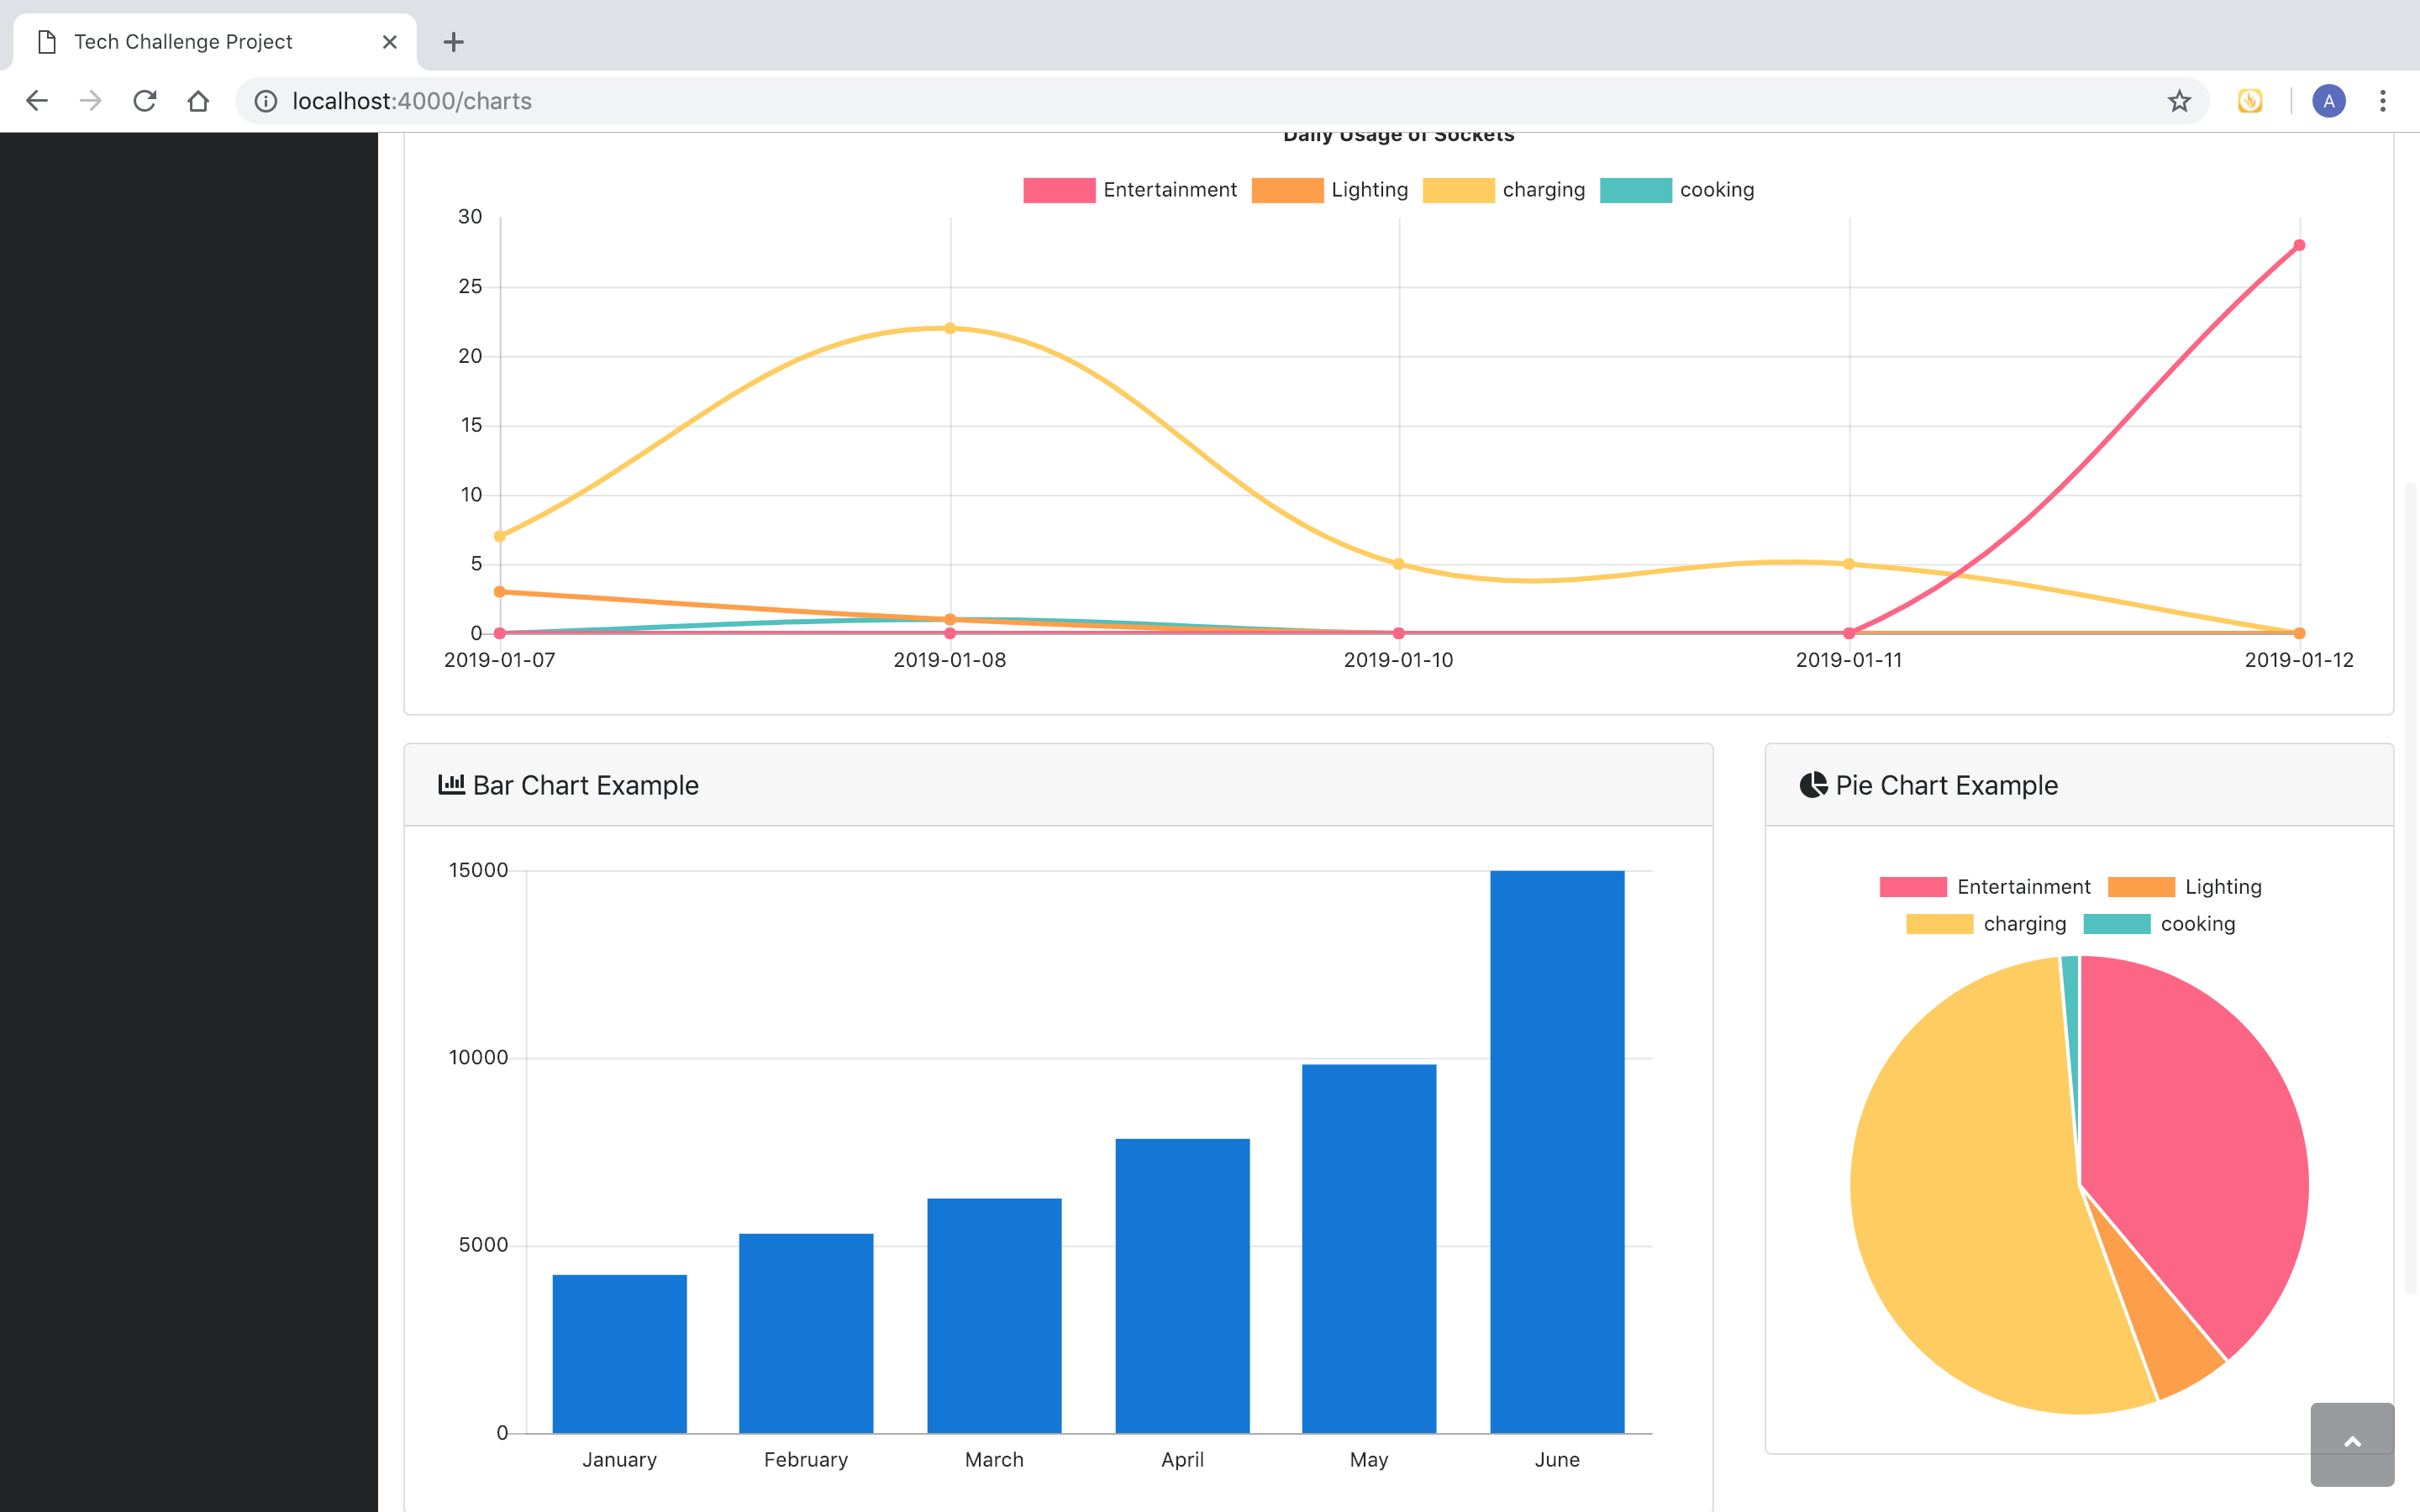 Tech Challenge Project
localhost:4000/charts
A
Daily Usage of Sockets
Entertainment Lighting charging cooking
30
25
20
15
10
5
0
2019-01-07 2019-01-08 2019-01-10 2019-01-11 2019-01-12
Bar Chart Example
15000
10000
5000
0
January February March April May June
Pie Chart Example
Entertainment Lighting
charging cooking